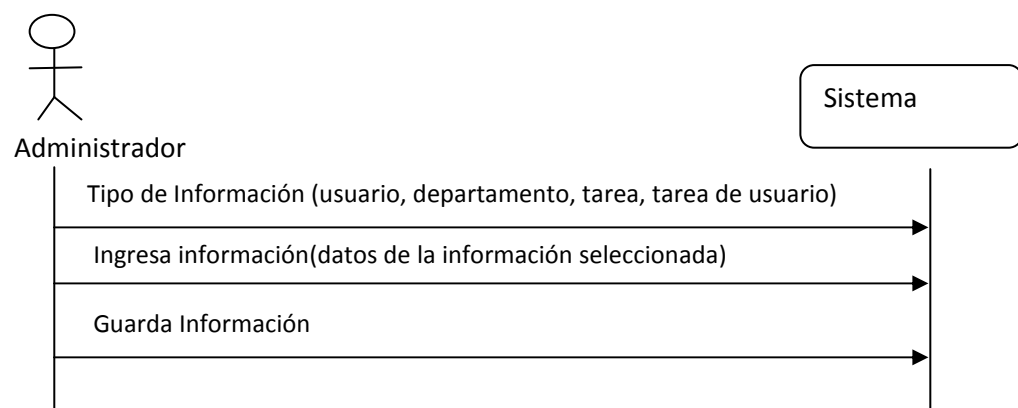 Sistema
Administrador
Tipo de Información (usuario, departamento, tarea, tarea de usuario)
Ingresa información(datos de la información seleccionada)
Guarda Información